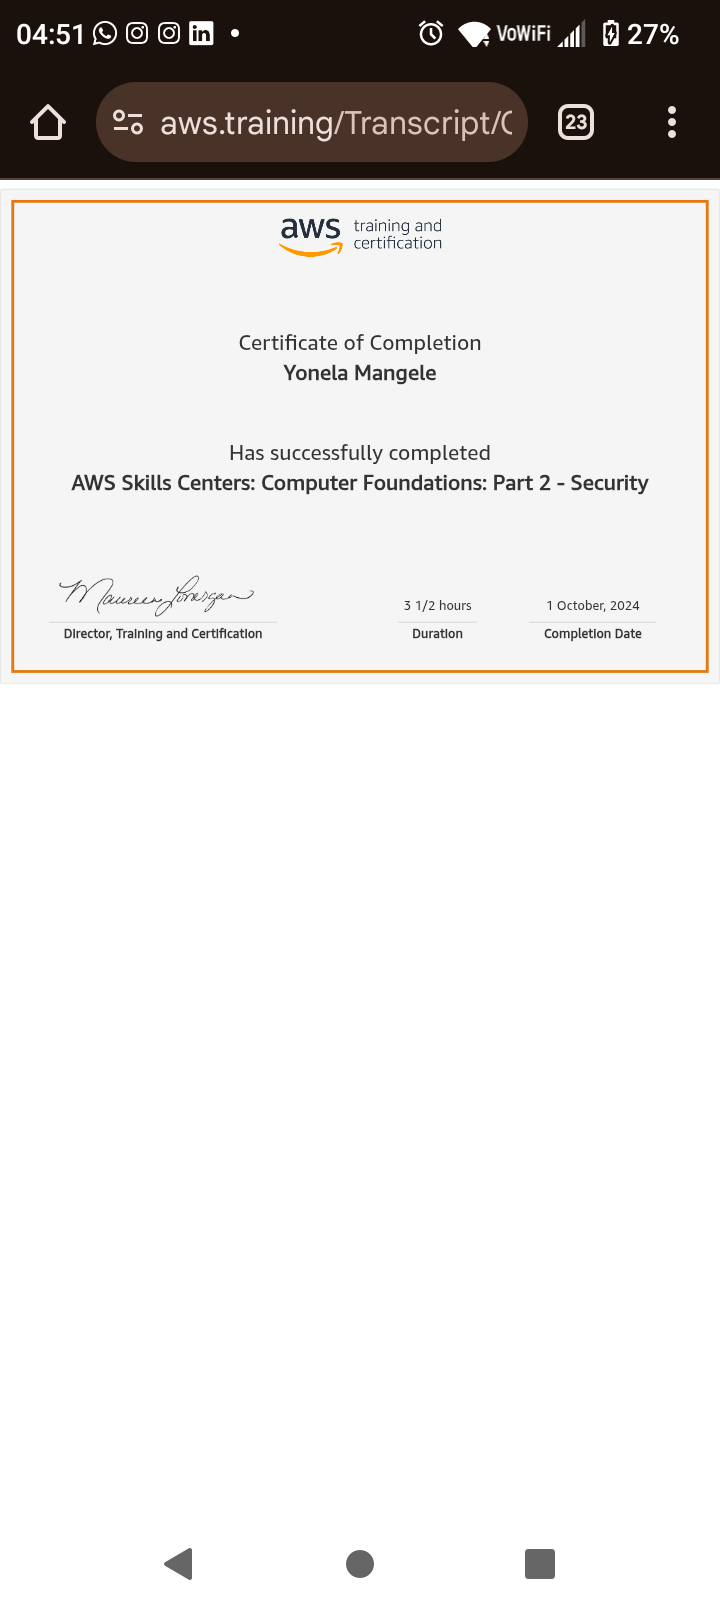 04:51
VoWiFi
27%
aws.training/Transcript/C
23
aws training and
certification
Certificate of Completion
Yonela Mangele
Has successfully completed
AWS Skills Centers: Computer Foundations: Part 2 - Security
Maureen Lonergan
3 1/2 hours
1 October, 2024
Director, Training and Certification
Duration
Completion Date